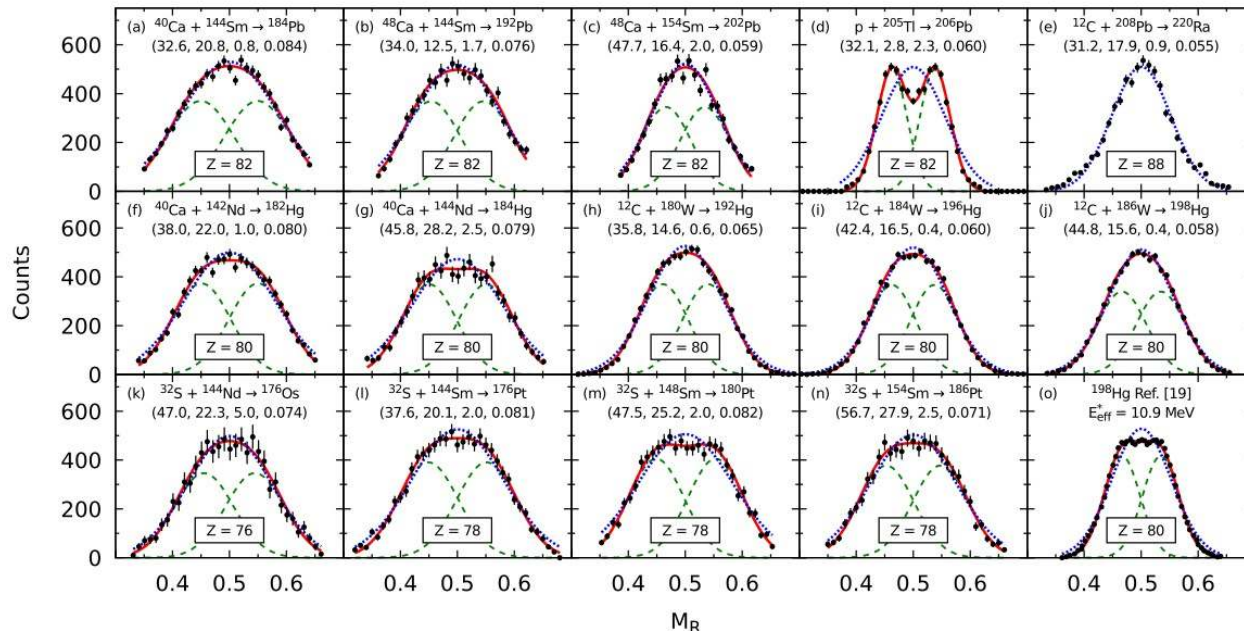 Counts
600
400
200
0
(a) ⁴⁰Ca + ¹⁴⁴Sm → ¹⁸⁴Pb
(32.6, 20.8, 0.8, 0.084)
Z = 82
(b) ⁴⁸Ca + ¹⁴⁴Sm → ¹⁹²Pb
(34.0, 12.5, 1.7, 0.076)
Z = 82
(c) ⁴⁸Ca + ¹⁵⁴Sm → ²⁰²Pb
(47.7, 16.4, 2.0, 0.059)
Z = 82
(d) p + ²⁰⁵Tl → ²⁰⁶Pb
(32.1, 2.8, 2.3, 0.060)
Z = 82
(e) ¹²C + ²⁰⁸Pb → ²²⁰Ra
(31.2, 17.9, 0.9, 0.055)
Z = 88
600
400
200
0
(f) ⁴⁰Ca + ¹⁴²Nd → ¹⁸²Hg
(38.0, 22.0, 1.0, 0.080)
Z = 80
(g) ⁴⁰Ca + ¹⁴⁴Nd → ¹⁸⁴Hg
(45.8, 28.2, 2.5, 0.079)
Z = 80
(h) ¹²C + ¹⁸⁰W → ¹⁹²Hg
(35.8, 14.6, 0.6, 0.065)
Z = 80
(i) ¹²C + ¹⁸⁴W → ¹⁹⁶Hg
(42.4, 16.5, 0.4, 0.060)
Z = 80
(j) ¹²C + ¹⁸⁶W → ¹⁹⁸Hg
(44.8, 15.6, 0.4, 0.058)
Z = 80
600
400
200
0
(k) ³²S + ¹⁴⁴Nd → ¹⁷⁶Os
(47.0, 22.3, 5.0, 0.074)
Z = 76
(l) ³²S + ¹⁴⁴Sm → ¹⁷⁶Pt
(37.6, 20.1, 2.0, 0.081)
Z = 78
(m) ³²S + ¹⁴⁸Sm → ¹⁸⁰Pt
(47.5, 25.2, 2.0, 0.082)
Z = 78
(n) ³²S + ¹⁵⁴Sm → ¹⁸⁶Pt
(56.7, 27.9, 2.5, 0.071)
Z = 78
(o) ¹⁹⁸Hg Ref. [19]
E*eff = 10.9 MeV
Z = 80
0.4 0.5 0.6 0.4 0.5 0.6 0.4 0.5 0.6 0.4 0.5 0.6 0.4 0.5 0.6
M_R